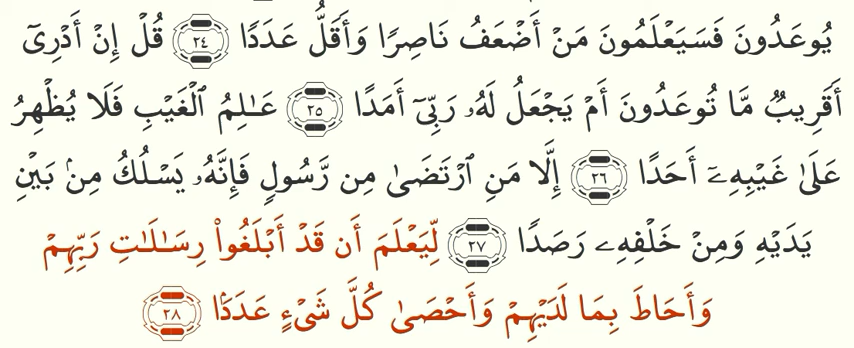 يُوعَدُونَ فَسَيَعْلَمُونَ مَنْ أَضْعَفُ نَاصِرًا وَأَقَلُّ عَدَدًا ٢٤ قُلْ إِنْ أَدْرِىٓ
أَقَرِيبٌ مَّا تُوعَدُونَ أَمْ يَجْعَلُ لَهُۥ رَبِّىٓ أَمَدًا ٢٥ عَـٰلِمُ ٱلْغَيْبِ فَلَا يُظْهِرُ
عَلَىٰ غَيْبِهِۦٓ أَحَدًا ٢٦ إِلَّا مَنِ ٱرْتَضَىٰ مِن رَّسُولٍ فَإِنَّهُۥ يَسْلُكُ مِنۢ بَيْنِ
يَدَيْهِ وَمِنْ خَلْفِهِۦ رَصَدًا ٢٧ لِّيَعْلَمَ أَن قَدْ أَبْلَغُوا۟ رِسَـٰلَـٰتِ رَبِّهِمْ
وَأَحَاطَ بِمَا لَدَيْهِمْ وَأَحْصَىٰ كُلَّ شَىْءٍ عَدَدًۢا ٢٨